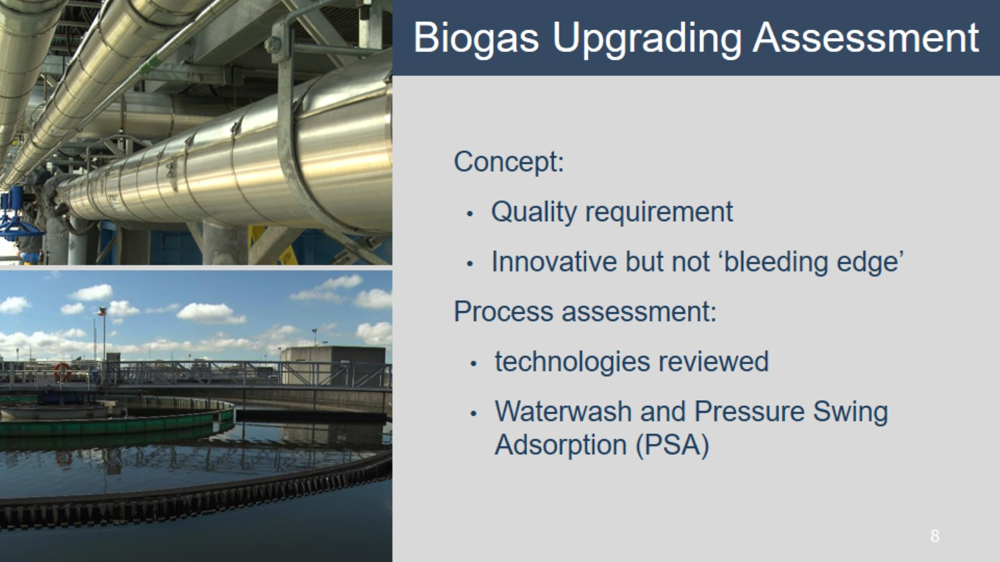 Biogas Upgrading Assessment
Concept:
• Quality requirement
• Innovative but not ‘bleeding edge’
Process assessment:
• technologies reviewed
• Waterwash and Pressure Swing
Adsorption (PSA)
8